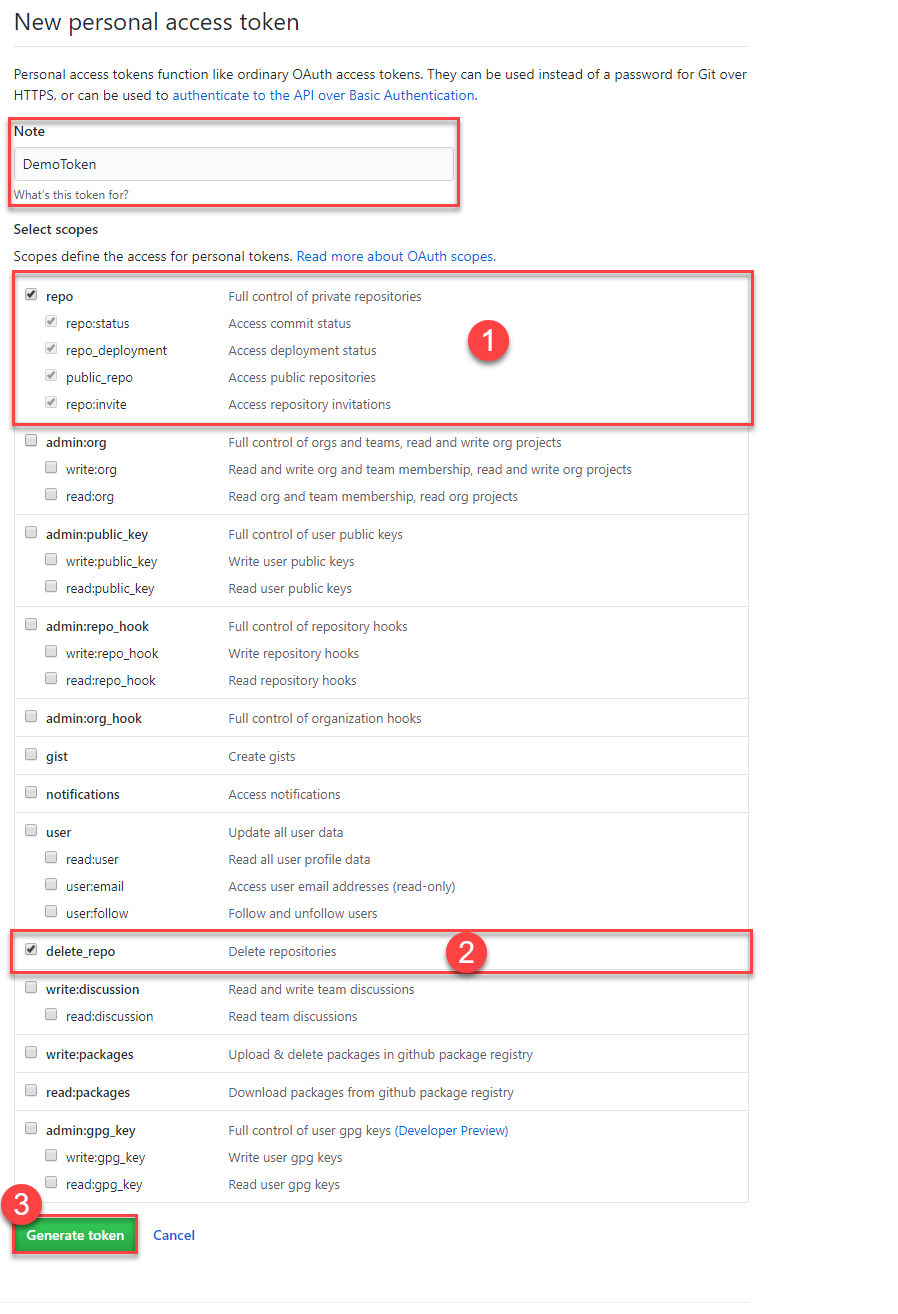 New personal access token
Personal access tokens function like ordinary OAuth access tokens. They can be used instead of a password for Git over
HTTPS, or can be used to authenticate to the API over Basic Authentication.
Note
DemoToken
What's this token for?
Select scopes
Scopes define the access for personal tokens. Read more about OAuth scopes.
repo Full control of private repositories
repo:status Access commit status
1
repo_deployment Access deployment status
public_repo Access public repositories
repo:invite Access repository invitations
admin:org Full control of orgs and teams, read and write org projects
write:org Read and write org and team membership, read and write org projects
read:org Read org and team membership, read org projects
admin:public_key Full control of user public keys
write:public_key Write user public keys
read:public_key Read user public keys
admin:repo_hook Full control of repository hooks
write:repo_hook Write repository hooks
read:repo_hook Read repository hooks
admin:org_hook Full control of organization hooks
gist Create gists
notifications Access notifications
user Update all user data
read:user Read all user profile data
user:email Access user email addresses (read-only)
user:follow Follow and unfollow users
delete_repo Delete repositories 2
write:discussion Read and write team discussions
read:discussion Read team discussions
write:packages Upload & delete packages in github package registry
read:packages Download packages from github package registry
admin:gpg_key Full control of user gpg keys (Developer Preview)
write:gpg_key Write user gpg keys
read:gpg_key Read user gpg keys
3
Generate token Cancel